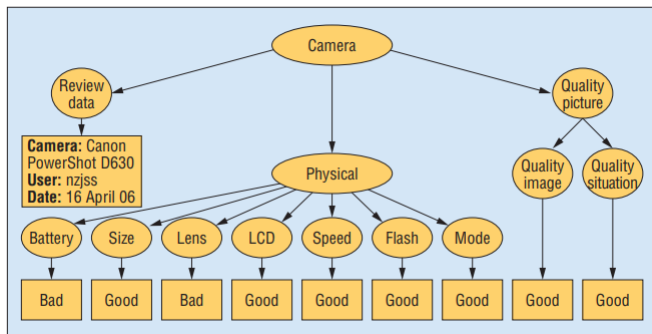 Camera
Review
data
Quality
picture
Camera: Canon
PowerShot D630
User: nzjss
Date: 16 April 06
Physical
Quality
image
Quality
situation
Battery
Size
Lens
LCD
Speed
Flash
Mode
Bad
Good
Bad
Good
Good
Good
Good
Good
Good